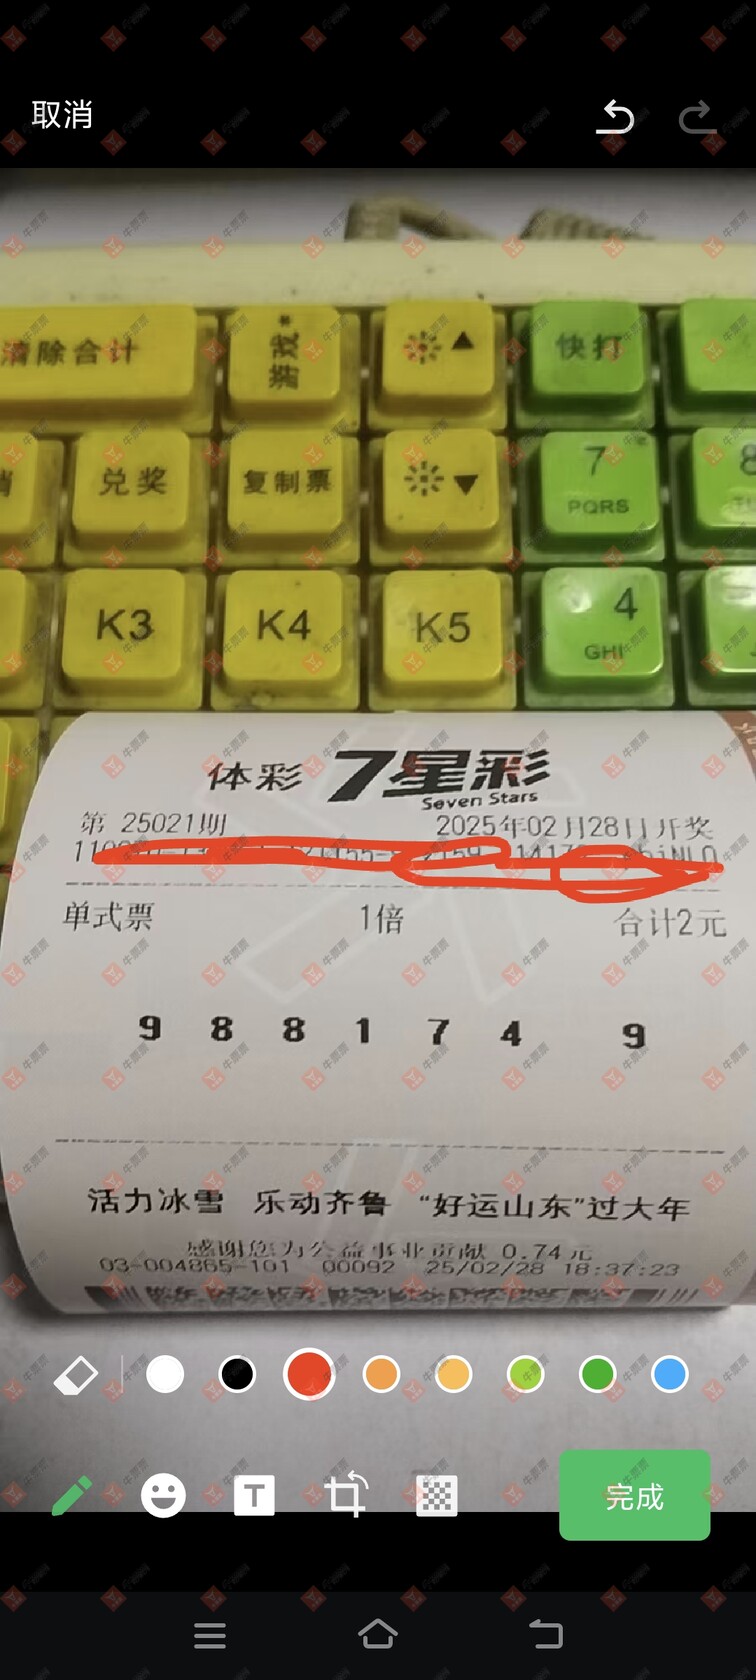 取消
清除合计
快打
兑奖
复制票
7
PQRS
8
K3
K4
K5
4
GHI
体彩 7星彩
Seven Stars
第 25021期 2025年02月28日开奖
单式票 1倍 合计2元
9 8 8 1 7 4 9
活力冰雪 乐动齐鲁 “好运山东”过大年
感谢您为公益事业贡献 0.74元
03-004865-101 00092 25/02/28 18:37:23
T
完成
牛票票